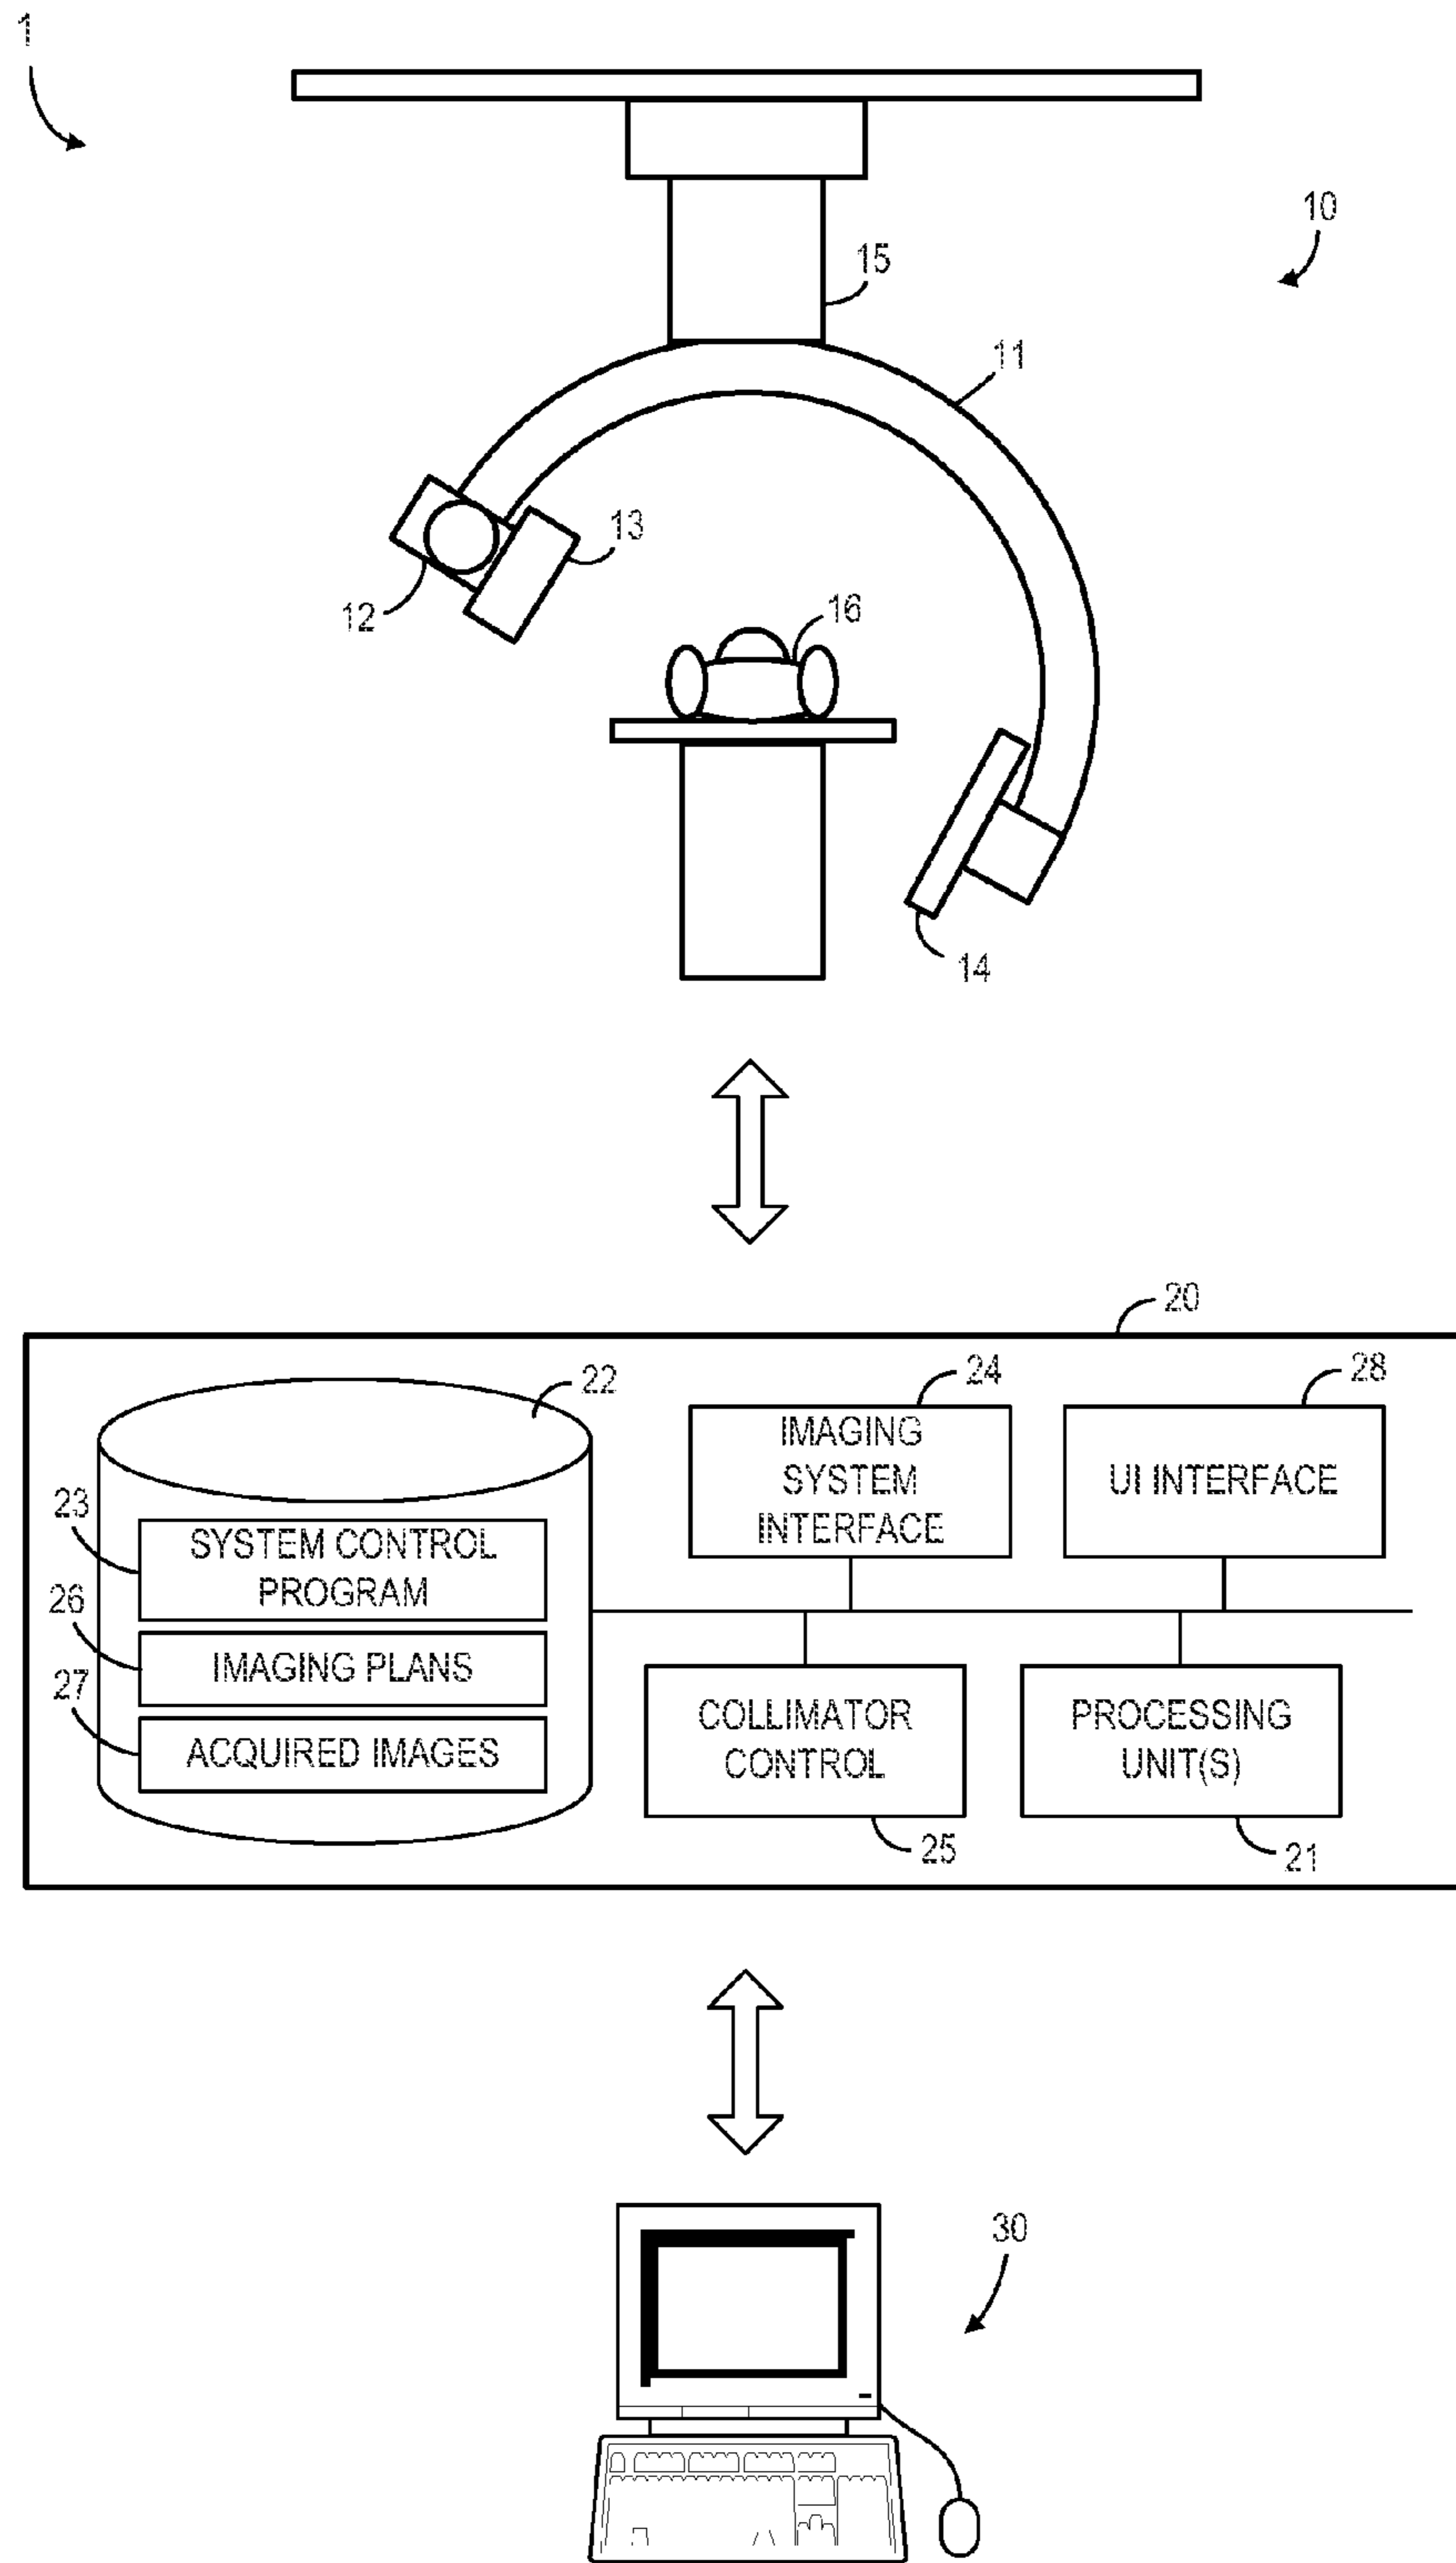 1
10
15
11
13
12
16
14
20
22
24
28
IMAGING
SYSTEM
INTERFACE
UI INTERFACE
23
SYSTEM CONTROL
PROGRAM
26
IMAGING PLANS
27
ACQUIRED IMAGES
COLLIMATOR
CONTROL
PROCESSING
UNIT(S)
25
21
30